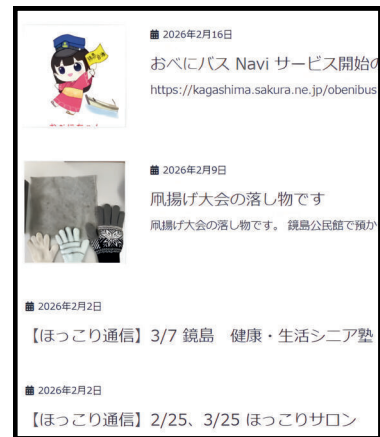 2026年2月16日
おべにバス Navi サービス開始の
https://kagashima.sakura.ne.jp/obenibus
2026年2月9日
凧揚げ大会の落し物です
凧揚げ大会の落し物です。 鏡島公民館で預か
2026年2月2日
【ほっこり通信】3/7 鏡島　健康・生活シニア塾
2026年2月2日
【ほっこり通信】2/25、3/25 ほっこりサロン